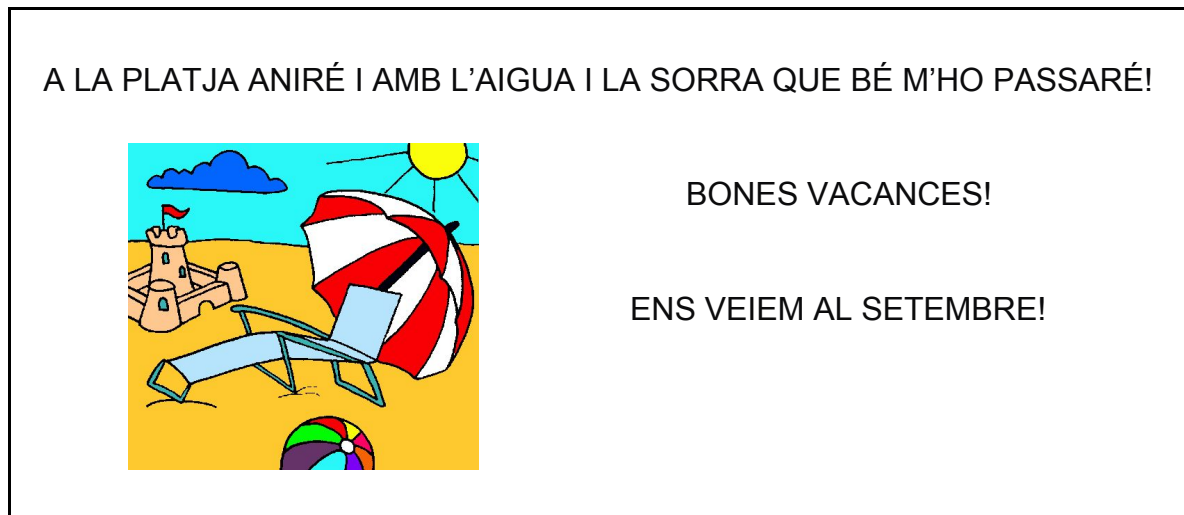 A LA PLATJA ANIRÉ I AMB L’AIGUA I LA SORRA QUE BÉ M’HO PASSARÉ!
BONES VACANCES!
ENS VEIEM AL SETEMBRE!